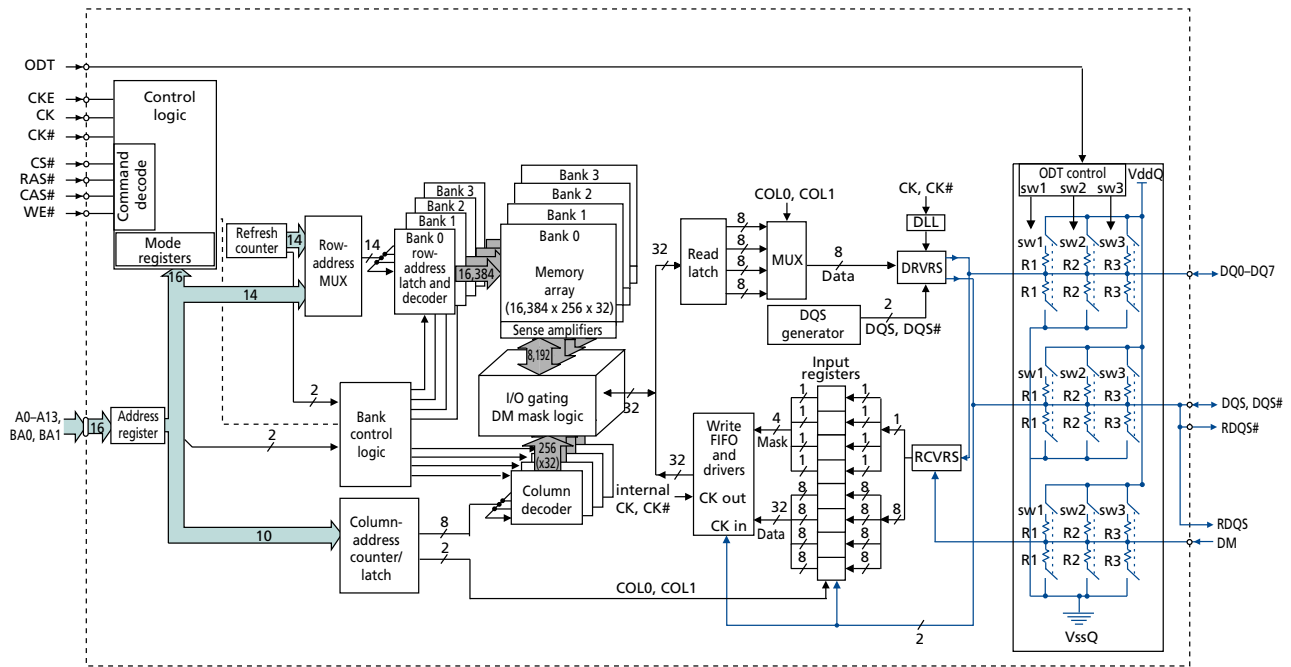 ODT
CKE
CK
CK#
CS#
RAS#
CAS#
WE#
Control
logic
Command
decode
Mode
registers
16
Refresh
counter
14
Row-
address
MUX
14
14
Bank 3
Bank 2
Bank 1
Bank 0
row-
address
latch and
decoder
16,384
Bank 3
Bank 2
Bank 1
Bank 0
Memory
array
(16,384 x 256 x 32)
Sense amplifiers
8,192
I/O gating
DM mask logic
32
32
32
Read
latch
8
8
8
8
COL0, COL1
MUX
8
Data
CK, CK#
DLL
DRVRS
DQS
generator
2
DQS, DQS#
A0–A13,
BA0, BA1
16
Address
register
2
2
Bank
control
logic
256
(x32)
Column
decoder
10
Column-
address
counter/
latch
8
2
COL0, COL1
internal
CK, CK#
Write
FIFO
and
drivers
CK out
CK in
4
Mask
32
Data
Input
registers
1
1
1
1
1
1
1
1
1
8
8
8
8
8
8
8
8
8
RCVRS
2
ODT control
sw1 sw2 sw3
VddQ
sw1 sw2 sw3
R1 R2 R3
R1 R2 R3
sw1 sw2 sw3
R1 R2 R3
R1 R2 R3
sw1 sw2 sw3
R1 R2 R3
R1 R2 R3
VssQ
DQ0–DQ7
DQS, DQS#
RDQS#
RDQS
DM